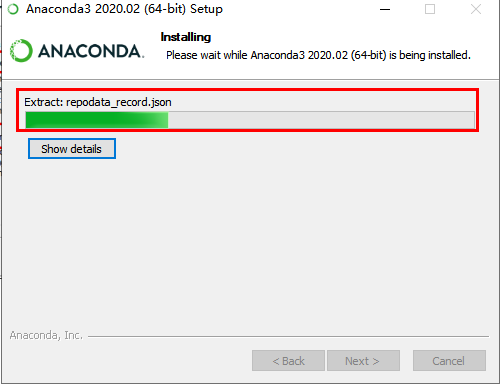 Anaconda3 2020.02 (64-bit) Setup
ANACONDA.
Installing
Please wait while Anaconda3 2020.02 (64-bit) is being installed.
Extract: repodata_record.json
Show details
Anaconda, Inc.
< Back
Next >
Cancel